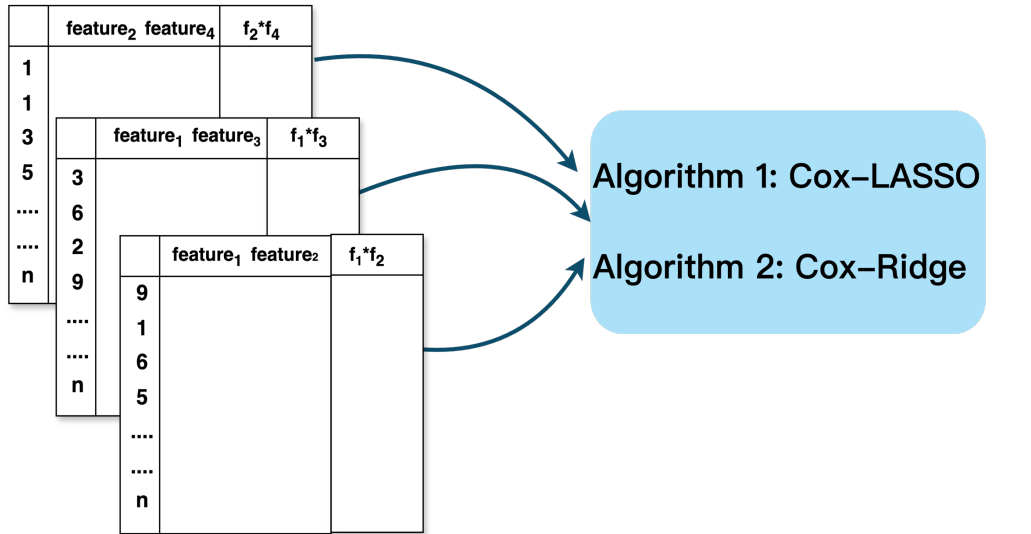 feature₂ feature₄ f₂*f₄
1
1
3
5
....
....
n
feature₁ feature₃ f₁*f₃
3
6
2
9
....
....
n
feature₁ feature₂ f₁*f₂
9
1
6
5
....
....
n
Algorithm 1: Cox–LASSO
Algorithm 2: Cox–Ridge